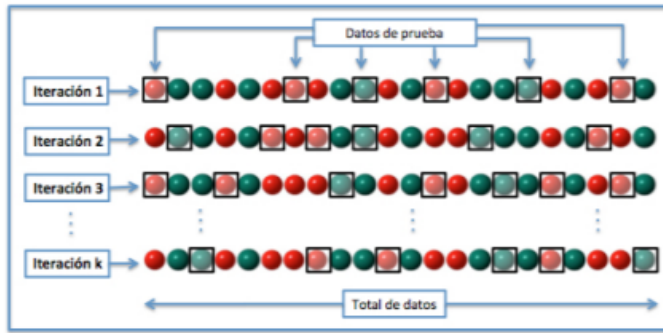 Datos de prueba
Iteración 1
Iteración 2
Iteración 3
Iteración k
Total de datos